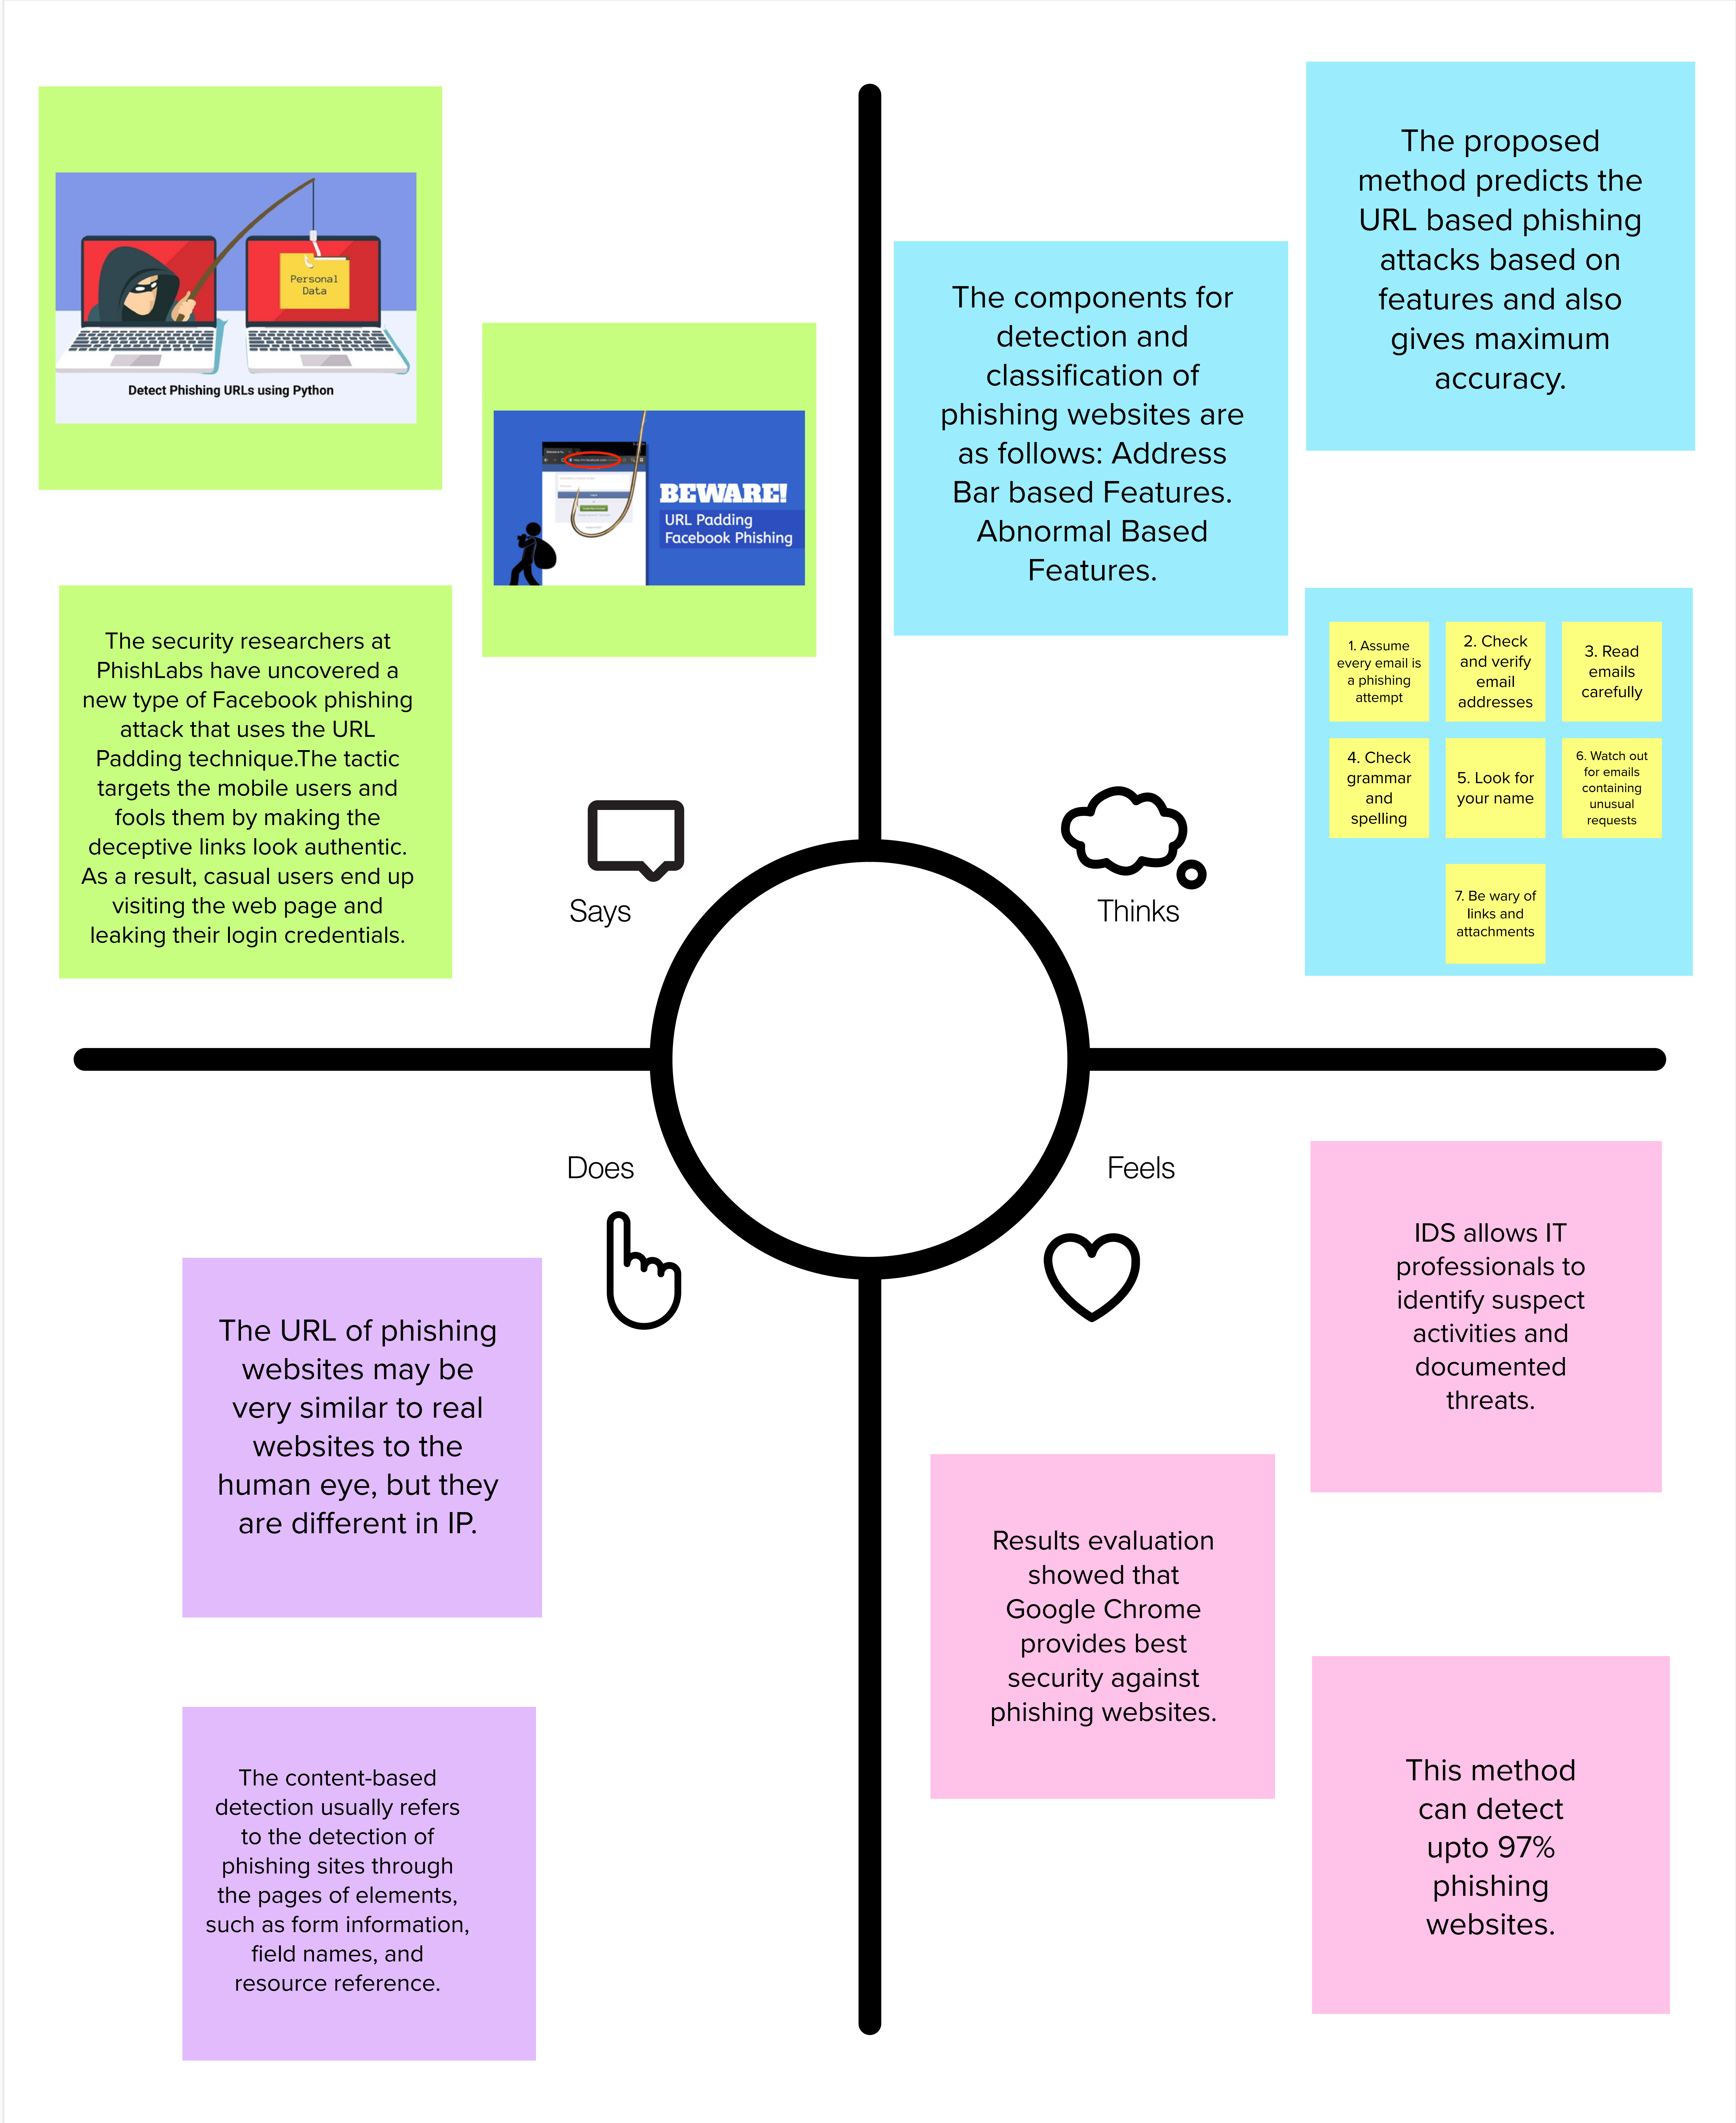 Personal
Data
Detect Phishing URLs using Python
BEWARE!
URL Padding
Facebook Phishing
The security researchers at
PhishLabs have uncovered a
new type of Facebook phishing
attack that uses the URL
Padding technique.The tactic
targets the mobile users and
fools them by making the
deceptive links look authentic.
As a result, casual users end up
visiting the web page and
leaking their login credentials.
Says
The components for
detection and
classification of
phishing websites are
as follows: Address
Bar based Features.
Abnormal Based
Features.
The proposed
method predicts the
URL based phishing
attacks based on
features and also
gives maximum
accuracy.
1. Assume
every email is
a phishing
attempt
2. Check
and verify
email
addresses
3. Read
emails
carefully
4. Check
grammar
and
spelling
5. Look for
your name
6. Watch out
for emails
containing
unusual
requests
7. Be wary of
links and
attachments
Thinks
Does
The URL of phishing
websites may be
very similar to real
websites to the
human eye, but they
are different in IP.
The content-based
detection usually refers
to the detection of
phishing sites through
the pages of elements,
such as form information,
field names, and
resource reference.
Feels
IDS allows IT
professionals to
identify suspect
activities and
documented
threats.
Results evaluation
showed that
Google Chrome
provides best
security against
phishing websites.
This method
can detect
upto 97%
phishing
websites.